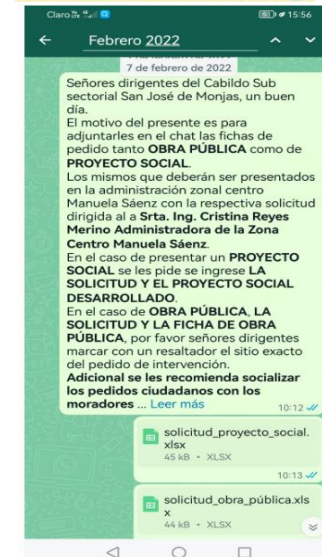 Claro 15:56
Febrero 2022
7 de febrero de 2022
Señores dirigentes del Cabildo Sub
sectorial San José de Monjas, un buen
día.
El motivo del presente es para
adjuntarles en el chat las fichas de
pedido tanto OBRA PÚBLICA como de
PROYECTO SOCIAL.
Los mismos que deberán ser presentados
en la administración zonal centro
Manuela Sáenz con la respectiva solicitud
dirigida al a Srta. Ing. Cristina Reyes
Merino Administradora de la Zona
Centro Manuela Sáenz.
En el caso de presentar un PROYECTO
SOCIAL se les pide se ingrese LA
SOLICITUD Y EL PROYECTO SOCIAL
DESARROLLADO.
En el caso de OBRA PÚBLICA, LA
SOLICITUD Y LA FICHA DE OBRA
PÚBLICA, por favor señores dirigentes
marcar con un resaltador el sitio exacto
del pedido de intervención.
Adicional se les recomienda socializar
los pedidos ciudadanos con los
moradores ... Leer más
10:12
solicitud_proyecto_social.
xlsx
45 kB • XLSX
10:13
solicitud_obra_pública.xls
x
44 kB • XLSX